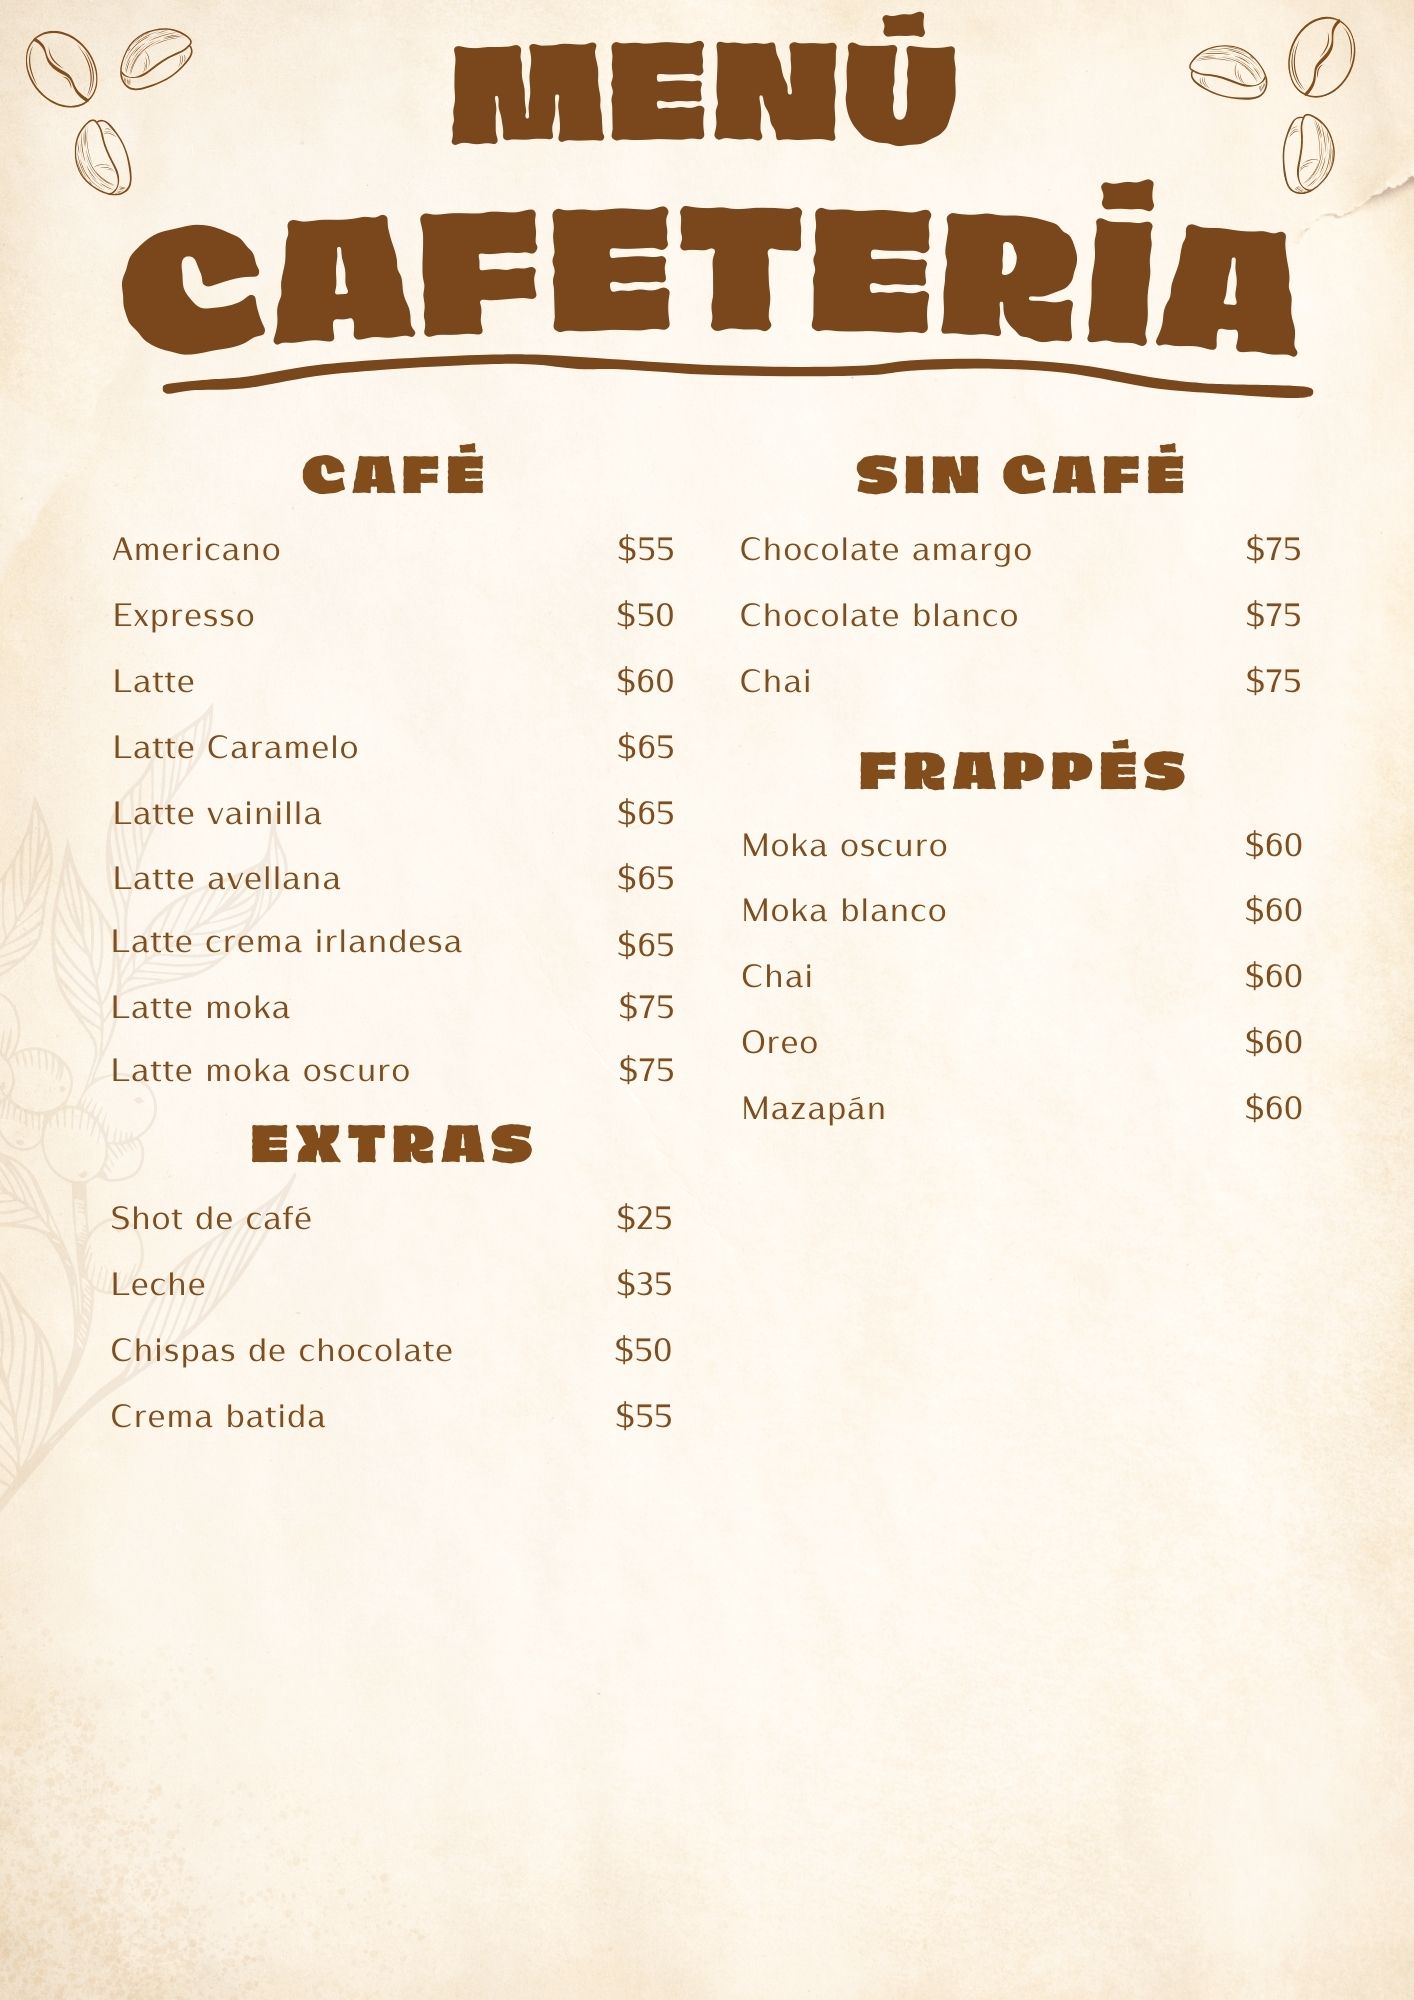 MENÚ
CAFETERÍA
CAFÉ
Americano $55
Expresso $50
Latte $60
Latte Caramelo $65
Latte vainilla $65
Latte avellana $65
Latte crema irlandesa $65
Latte moka $75
Latte moka oscuro $75
EXTRAS
Shot de café $25
Leche $35
Chispas de chocolate $50
Crema batida $55
SIN CAFÉ
Chocolate amargo $75
Chocolate blanco $75
Chai $75
FRAPPÉS
Moka oscuro $60
Moka blanco $60
Chai $60
Oreo $60
Mazapán $60